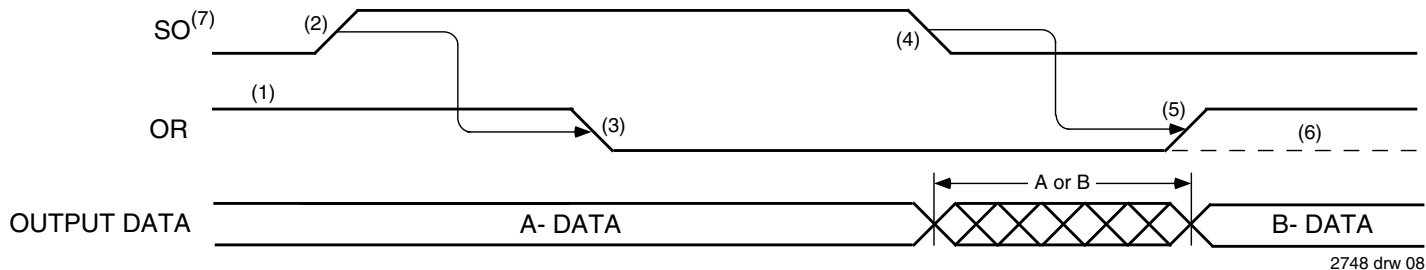 SO(7)
(2)
(4)
(1)
OR
(3)
(5)
(6)
A or B
OUTPUT DATA
A- DATA
B- DATA
2748 drw 08